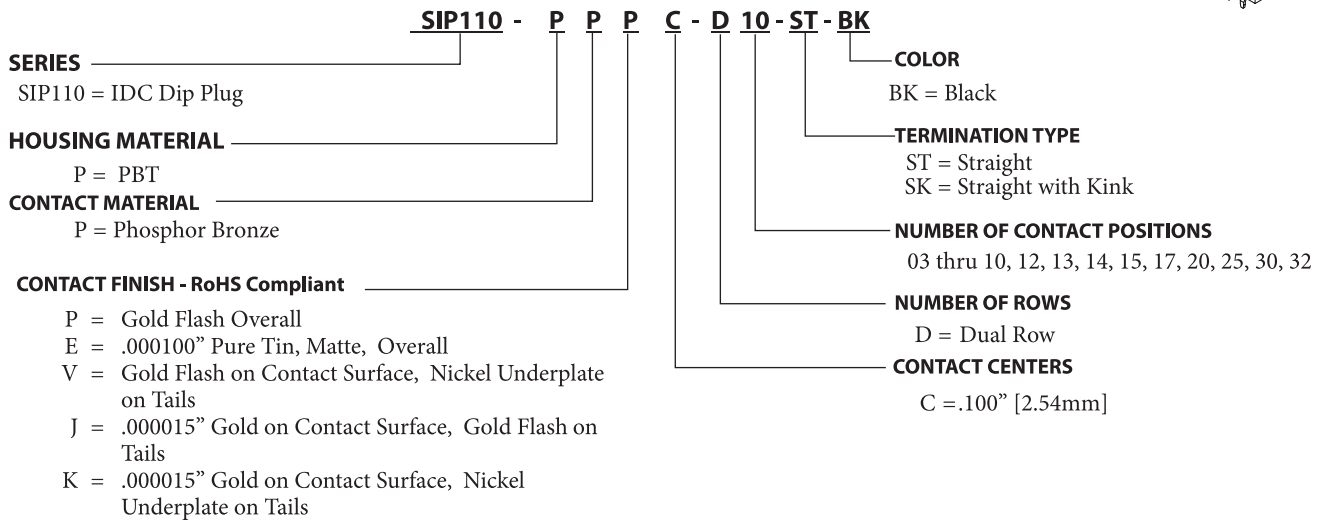 SIP110 - P P P C - D 10 - ST - BK
SERIES
SIP110 = IDC Dip Plug
HOUSING MATERIAL
P = PBT
CONTACT MATERIAL
P = Phosphor Bronze
CONTACT FINISH - RoHS Compliant
P = Gold Flash Overall
E = .000100” Pure Tin, Matte, Overall
V = Gold Flash on Contact Surface, Nickel Underplate
on Tails
J = .000015” Gold on Contact Surface, Gold Flash on
Tails
K = .000015” Gold on Contact Surface, Nickel
Underplate on Tails
COLOR
BK = Black
TERMINATION TYPE
ST = Straight
SK = Straight with Kink
NUMBER OF CONTACT POSITIONS
03 thru 10, 12, 13, 14, 15, 17, 20, 25, 30, 32
NUMBER OF ROWS
D = Dual Row
CONTACT CENTERS
C =.100” [2.54mm]